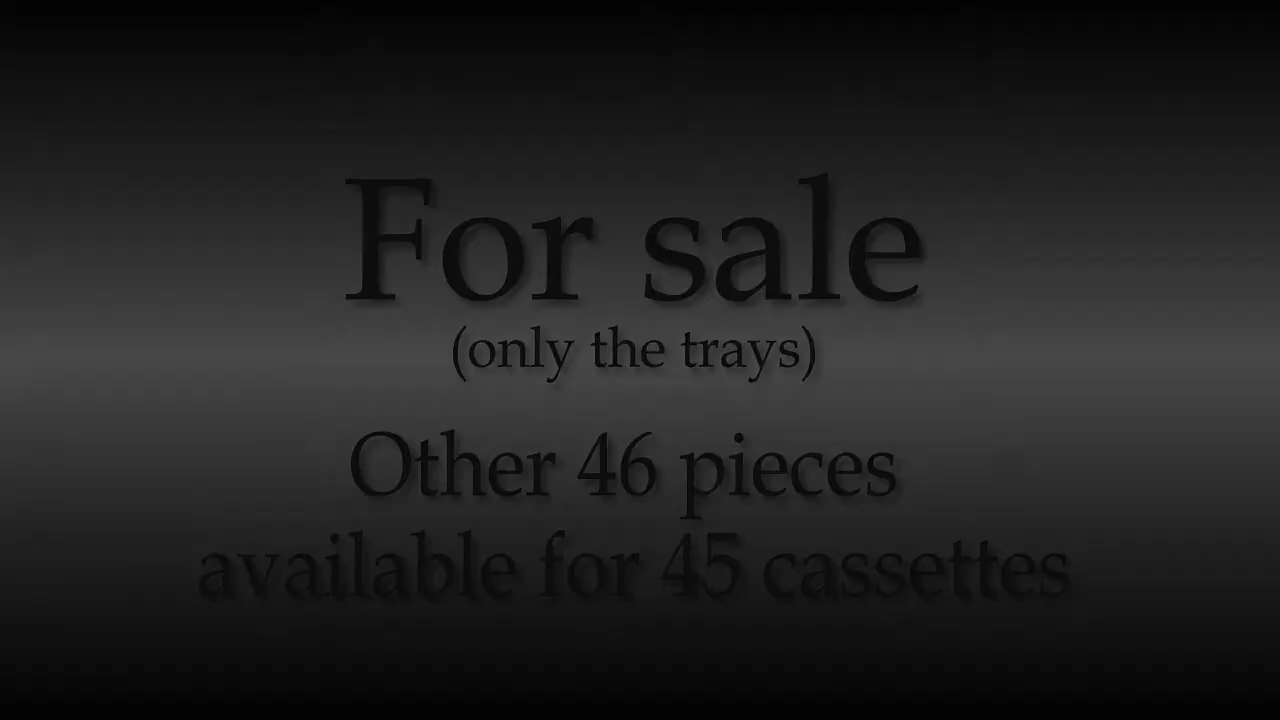 For sale
(only the trays)
Other 46 pieces
available for 45 cassettes